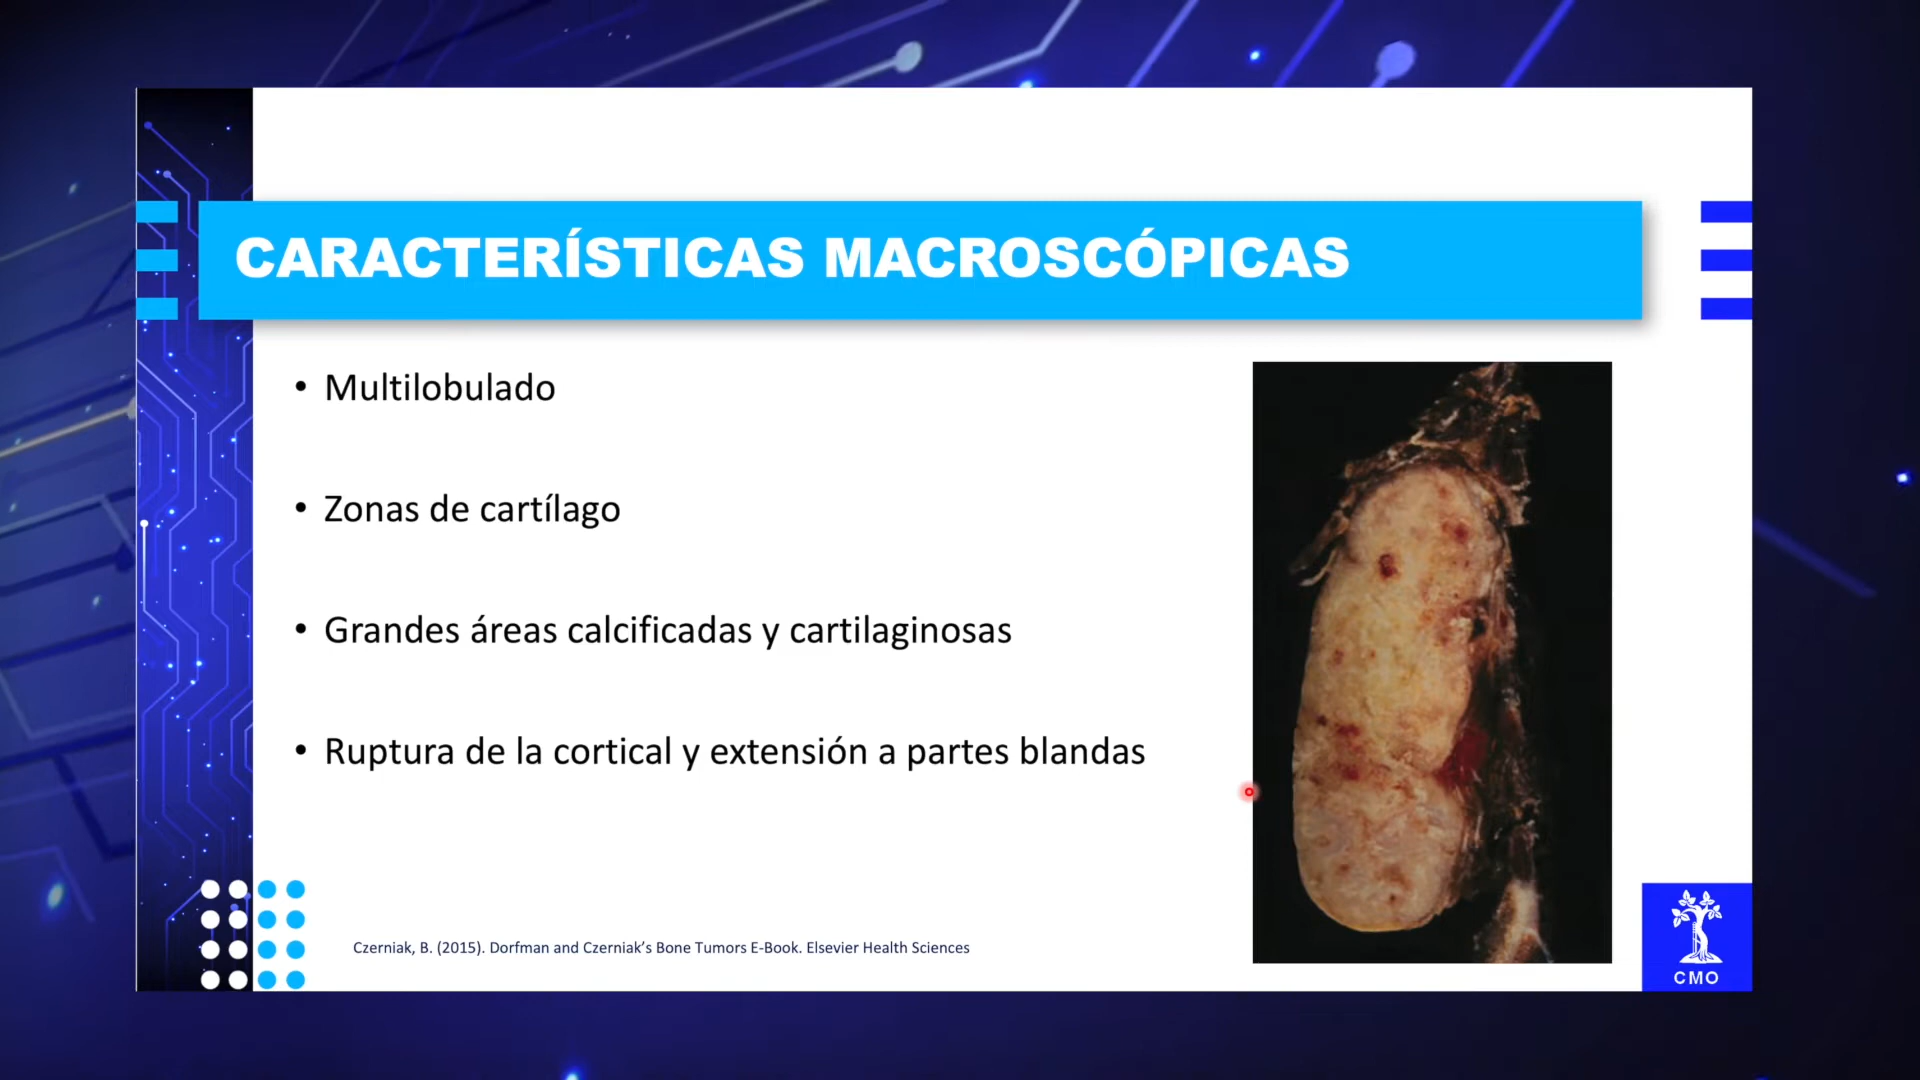 CARACTERÍSTICAS MACROSCÓPICAS
• Multilobulado
• Zonas de cartílago
• Grandes áreas calcificadas y cartilaginosas
• Ruptura de la cortical y extensión a partes blandas
Czerniak, B. (2015). Dorfman and Czerniak’s Bone Tumors E-Book. Elsevier Health Sciences
CMO